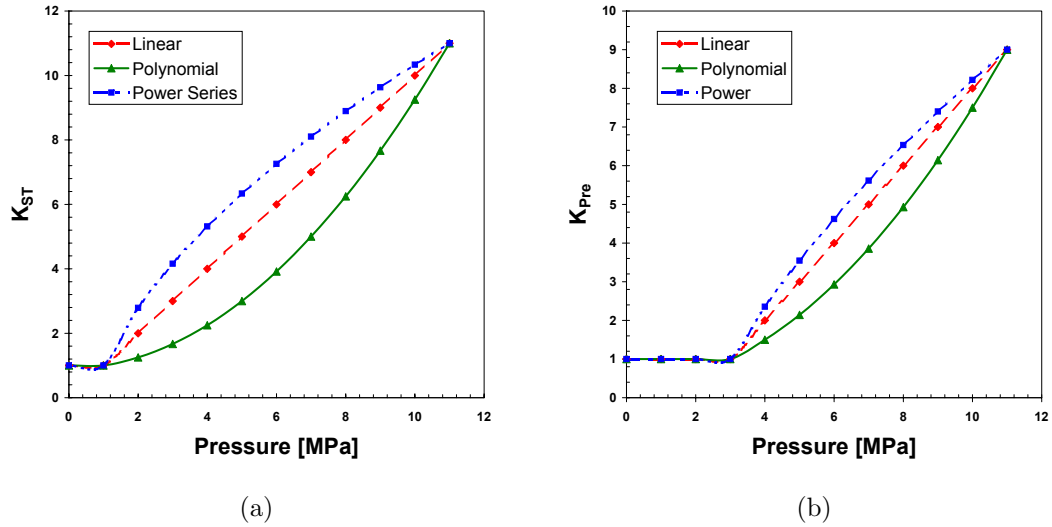 12
10
8
6
4
2
0
K_ST
Linear
Polynomial
Power Series
0 2 4 6 8 10 12
Pressure [MPa]
(a)
10
9
8
7
6
5
4
3
2
1
0
K_Pre
Linear
Polynomial
Power
0 2 4 6 8 10 12
Pressure [MPa]
(b)